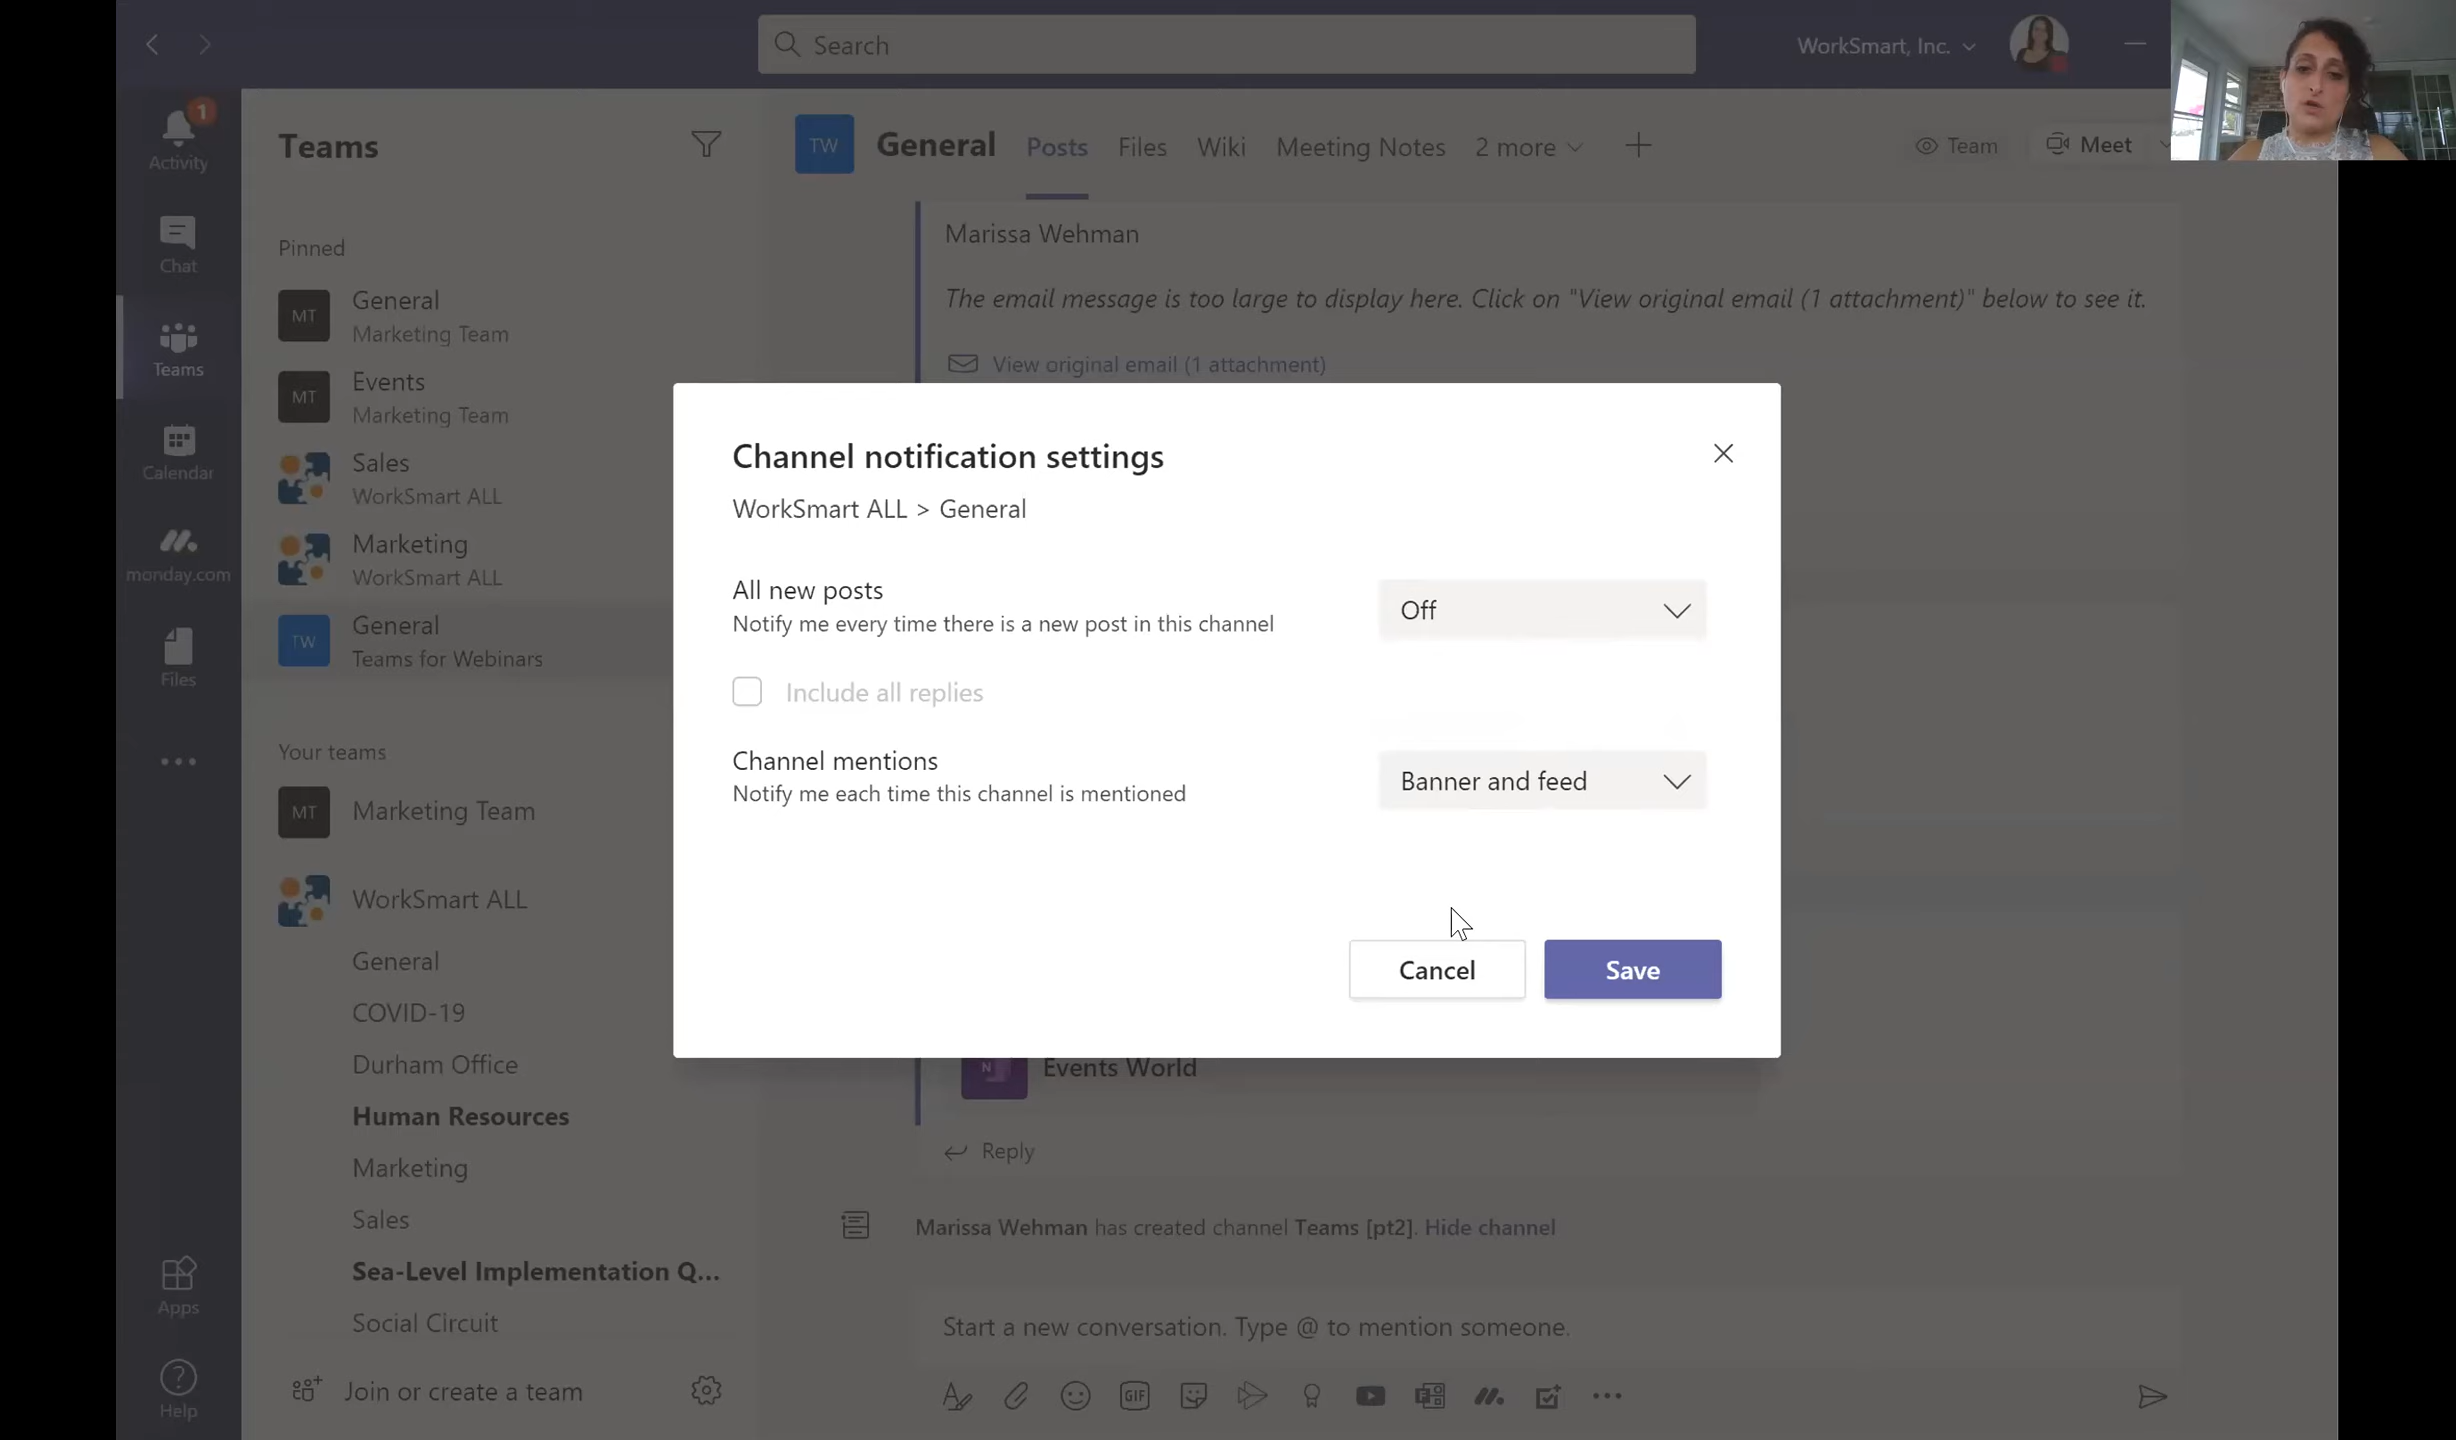 Search
WorkSmart, Inc.
1
Activity
Chat
Teams
Calendar
monday.com
Files
Apps
Help
Teams
Pinned
MT
General
Marketing Team
MT
Events
Marketing Team
Sales
WorkSmart ALL
Marketing
WorkSmart ALL
TW
General
Teams for Webinars
Your teams
MT
Marketing Team
WorkSmart ALL
General
COVID-19
Durham Office
Human Resources
Marketing
Sales
Sea-Level Implementation Q...
Social Circuit
Join or create a team
TW General Posts Files Wiki Meeting Notes 2 more Team Meet
Marissa Wehman
The email message is too large to display here. Click on "View original email (1 attachment)" below to see it.
View original email (1 attachment)
Channel notification settings
WorkSmart ALL > General
All new posts
Notify me every time there is a new post in this channel
Off
Include all replies
Channel mentions
Notify me each time this channel is mentioned
Banner and feed
Cancel Save
N
Events World
Reply
Marissa Wehman has created channel Teams [pt2]. Hide channel
Start a new conversation. Type @ to mention someone.
GIF